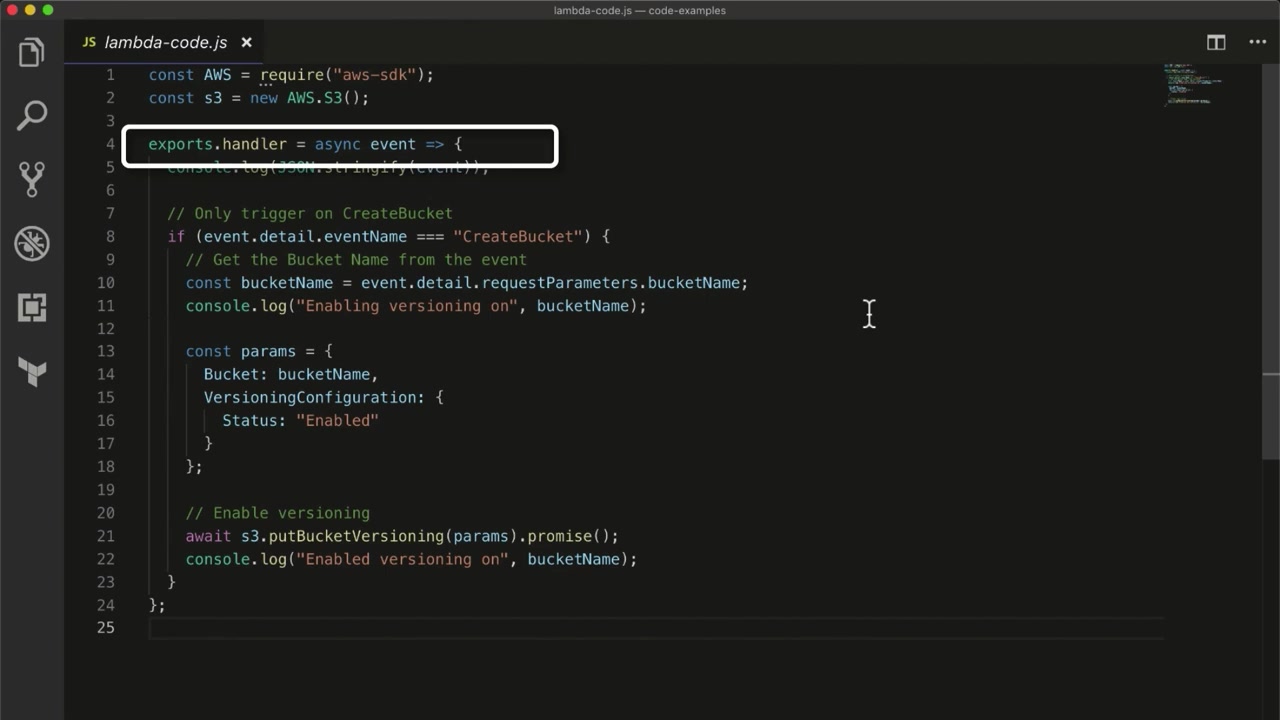 lambda-code.js — code-examples
JS lambda-code.js ×
1 const AWS = require("aws-sdk");
2 const s3 = new AWS.S3();
3
4 exports.handler = async event => {
5   console.log(JSON.stringify(event));
6
7   // Only trigger on CreateBucket
8   if (event.detail.eventName === "CreateBucket") {
9     // Get the Bucket Name from the event
10     const bucketName = event.detail.requestParameters.bucketName;
11     console.log("Enabling versioning on", bucketName);
12
13     const params = {
14       Bucket: bucketName,
15       VersioningConfiguration: {
16         Status: "Enabled"
17       }
18     };
19
20     // Enable versioning
21     await s3.putBucketVersioning(params).promise();
22     console.log("Enabled versioning on", bucketName);
23   }
24 };
25